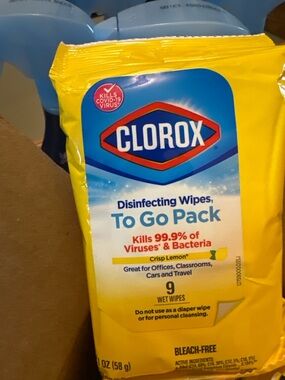 KILLS
COVID-19
VIRUS*
CLOROX®
Disinfecting Wipes,
To Go Pack
Kills 99.9% of
Viruses* & Bacteria
Crisp Lemon®
Great for Offices, Classrooms,
Cars and Travel
9
WET WIPES
Do not use as a diaper wipe
or for personal cleansing.
BLEACH-FREE
OZ (58 g)
ACTIVE INGREDIENTS: